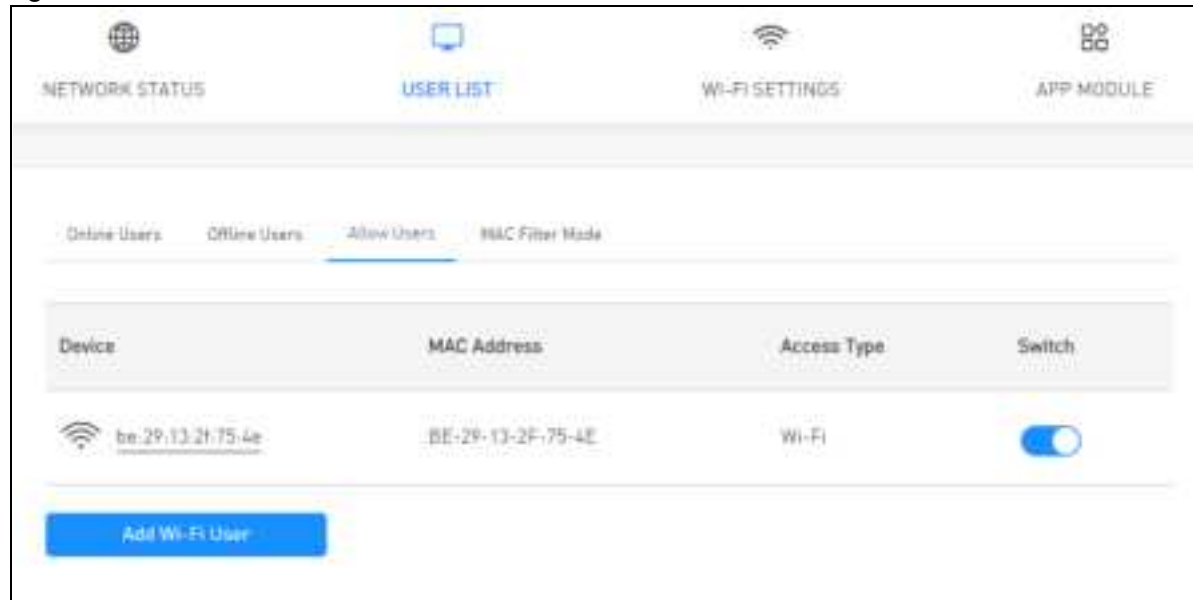 NETWORK STATUS USER LIST WI-FI SETTINGS APP MODULE
Online Users Offline Users Allow Users MAC Filter Mode
Device MAC Address Access Type Switch
be:29:13:2f:75:4e BE-29-13-2F-75-4E Wi-Fi
Add Wi-Fi User